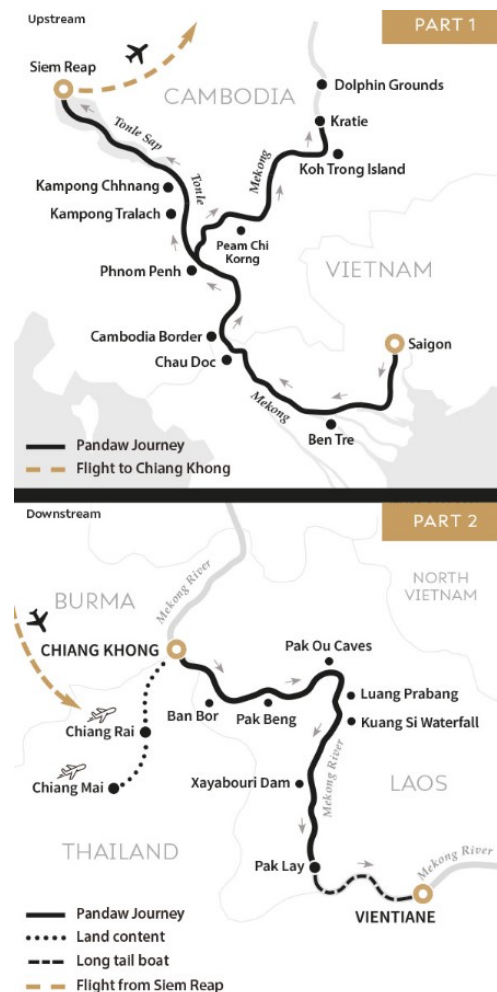 Upstream
PART 1
Siem Reap
CAMBODIA
Dolphin Grounds
Kratie
Tonle Sap
Koh Trong Island
Mekong
Kampong Chhnang
Tonle
Kampong Tralach
Peam Chi
Korng
Phnom Penh
VIETNAM
Cambodia Border
Saigon
Chau Doc
Mekong
Ben Tre
Pandaw Journey
Flight to Chiang Khong
Downstream
PART 2
Mekong River
NORTH
VIETNAM
BURMA
CHIANG KHONG
Pak Ou Caves
Luang Prabang
Ban Bor
Pak Beng
Kuang Si Waterfall
Chiang Rai
Mekong River
Chiang Mai
Xayabouri Dam
LAOS
THAILAND
Pak Lay
Mekong River
VIENTIANE
Pandaw Journey
Land content
Long tail boat
Flight from Siem Reap